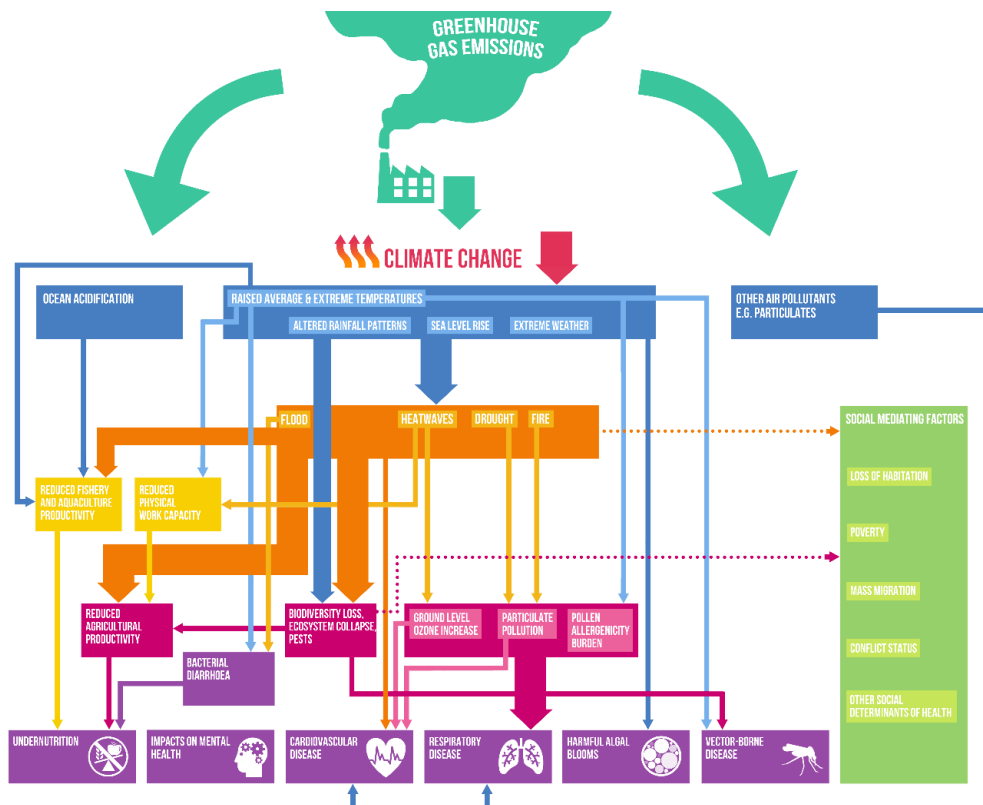 GREENHOUSE
GAS EMISSIONS
CLIMATE CHANGE
OCEAN ACIDIFICATION
RAISED AVERAGE & EXTREME TEMPERATURES
ALTERED RAINFALL PATTERNS
SEA LEVEL RISE
EXTREME WEATHER
OTHER AIR POLLUTANTS
E.G. PARTICULATES
FLOOD
HEATWAVES
DROUGHT
FIRE
SOCIAL MEDIATING FACTORS
LOSS OF HABITATION
POVERTY
MASS MIGRATION
CONFLICT STATUS
OTHER SOCIAL
DETERMINANTS OF HEALTH
REDUCED FISHERY
AND AQUACULTURE
PRODUCTIVITY
REDUCED
PHYSICAL
WORK CAPACITY
REDUCED
AGRICULTURAL
PRODUCTIVITY
BIODIVERSITY LOSS,
ECOSYSTEM COLLAPSE,
PESTS
GROUND LEVEL
OZONE INCREASE
PARTICULATE
POLLUTION
POLLEN
ALLERGENICITY
BURDEN
BACTERIAL
DIARRHOEA
UNDERNUTRITION
IMPACTS ON MENTAL
HEALTH
CARDIOVASCULAR
DISEASE
RESPIRATORY
DISEASE
HARMFUL ALGAL
BLOOMS
VECTOR-BORNE
DISEASE